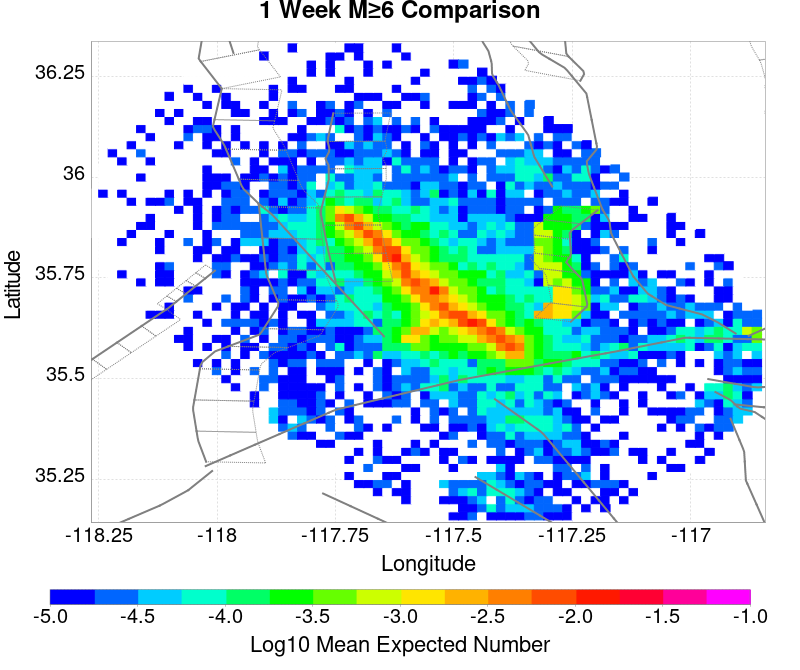 1 Week M≥6 Comparison
36.25
36
35.75
35.5
35.25
Latitude
-118.25 -118 -117.75 -117.5 -117.25 -117
Longitude
-5.0 -4.5 -4.0 -3.5 -3.0 -2.5 -2.0 -1.5 -1.0
Log10 Mean Expected Number